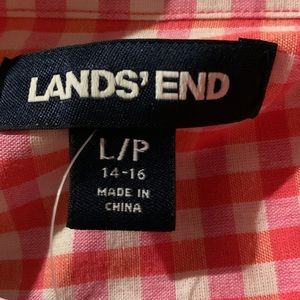 LANDS' END
L/P
14-16
MADE IN
CHINA